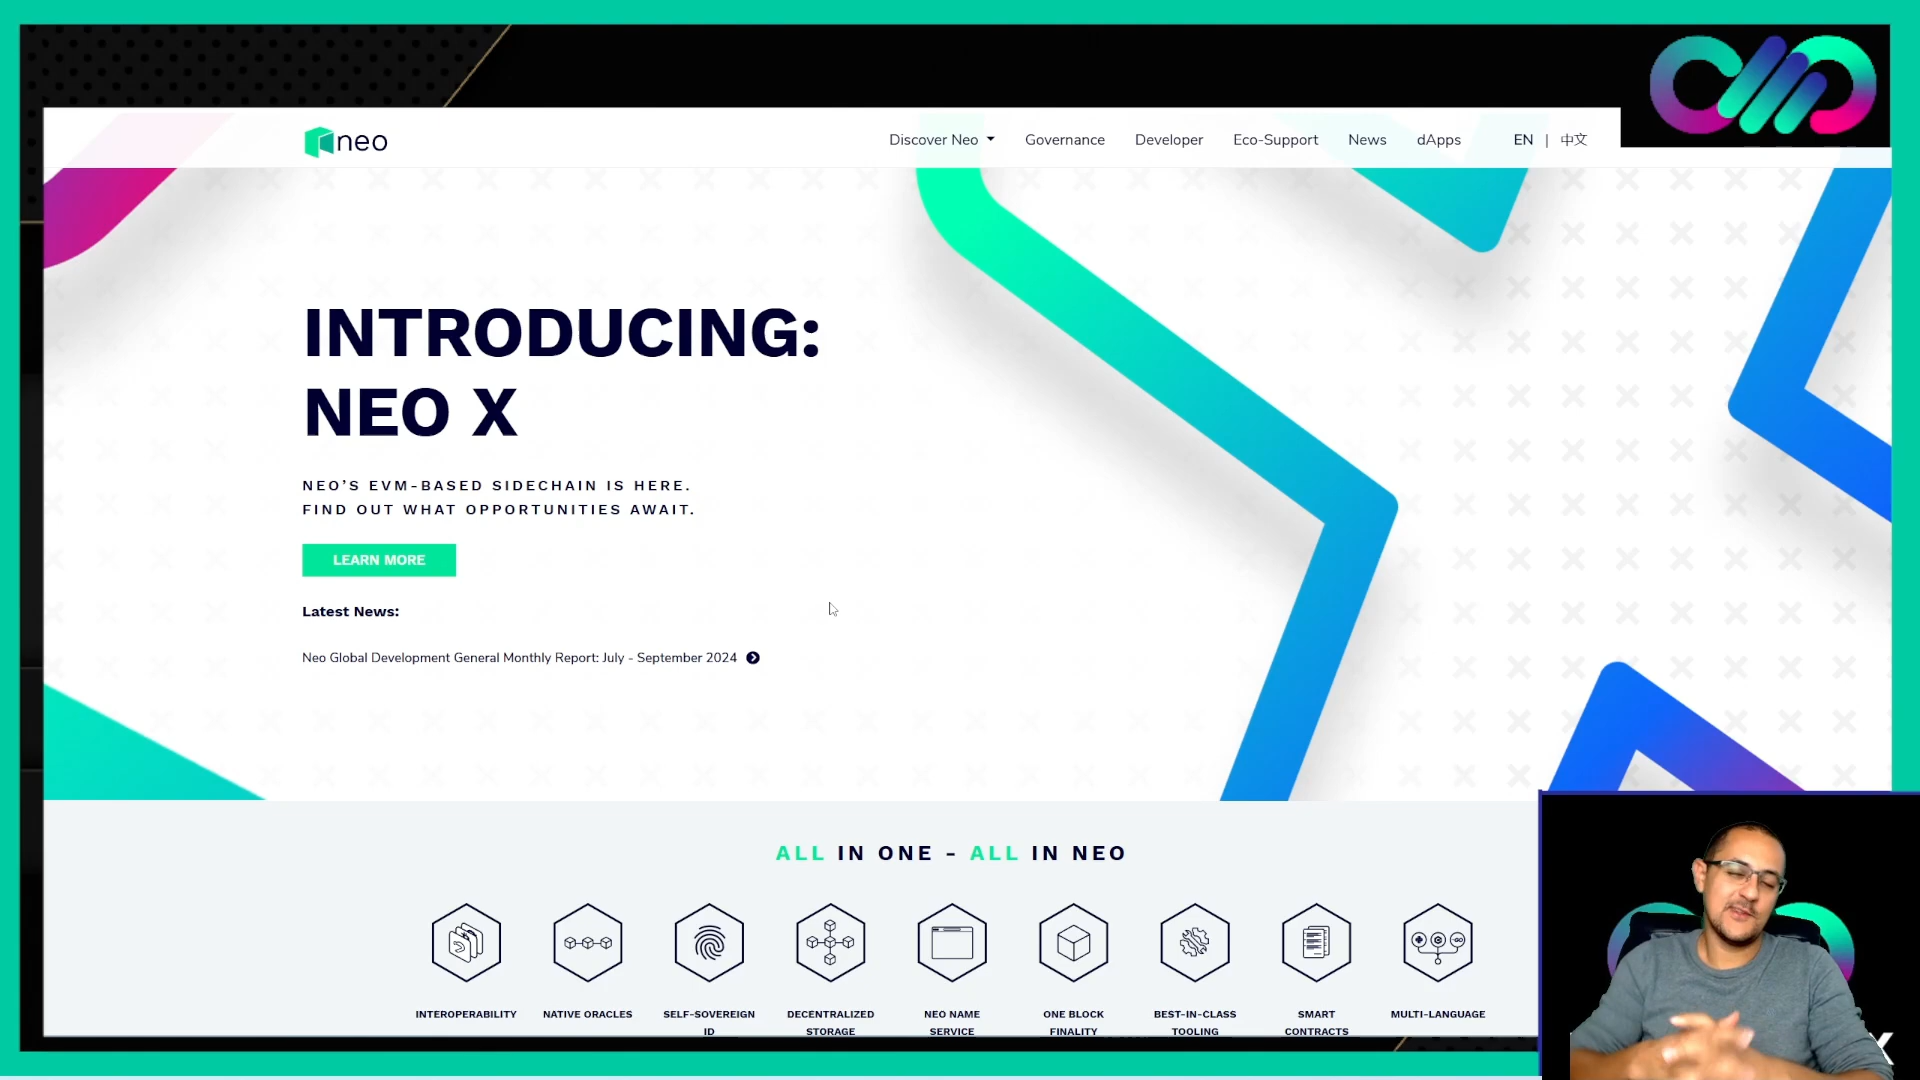 neo
Discover Neo
Governance
Developer
Eco-Support
News
dApps
EN | 中文
INTRODUCING:
NEO X
NEO’S EVM-BASED SIDECHAIN IS HERE.
FIND OUT WHAT OPPORTUNITIES AWAIT.
LEARN MORE
Latest News:
Neo Global Development General Monthly Report: July - September 2024
ALL IN ONE - ALL IN NEO
INTEROPERABILITY
NATIVE ORACLES
SELF-SOVEREIGN
ID
DECENTRALIZED
STORAGE
NEO NAME
SERVICE
ONE BLOCK
FINALITY
BEST-IN-CLASS
TOOLING
SMART
CONTRACTS
MULTI-LANGUAGE
X